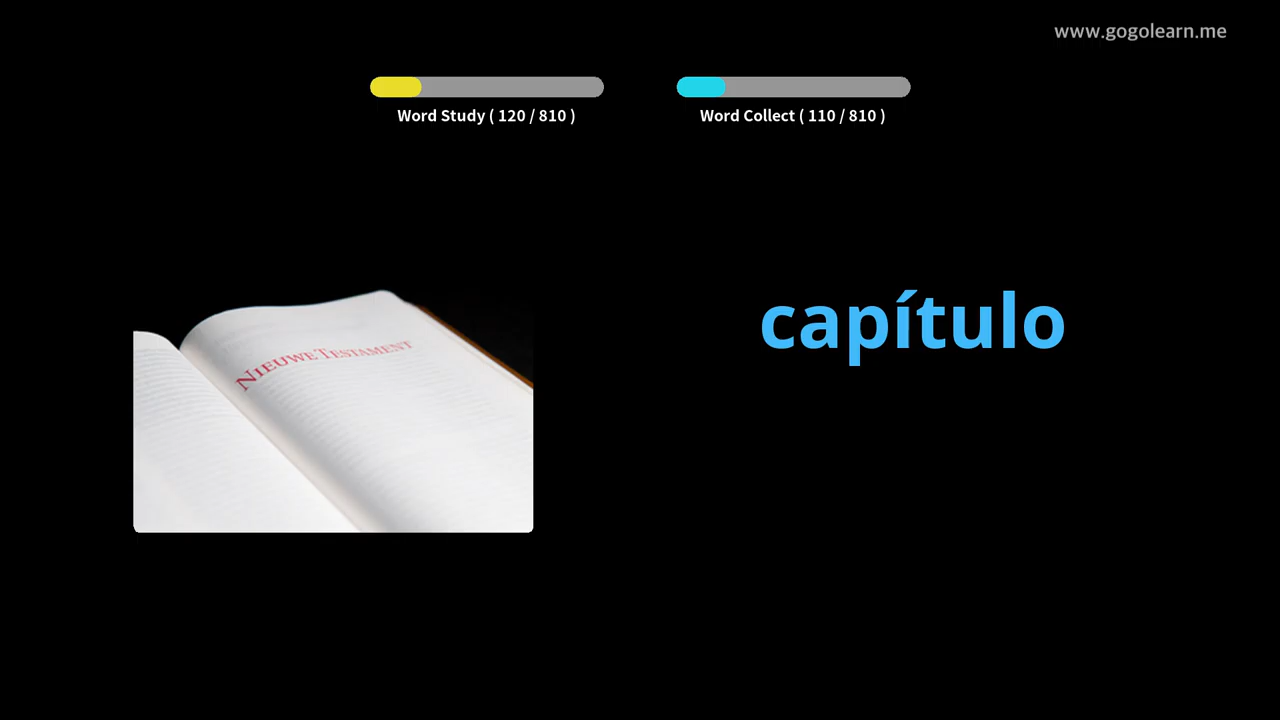 www.gogolearn.me
Word Study ( 120 / 810 )
Word Collect ( 110 / 810 )
capítulo
NIEUWE TESTAMENT